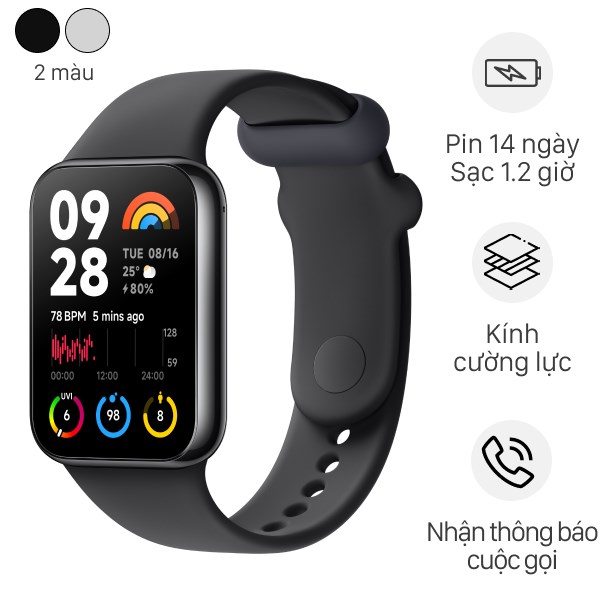 2 màu
Pin 14 ngày
Sạc 1.2 giờ
09
28
TUE 08/16
25°
80%
78 BPM 5 mins ago
128
59
00:00 12:00 24:00
UVI
6 98 8
Kính
cường lực
Nhận thông báo
cuộc gọi